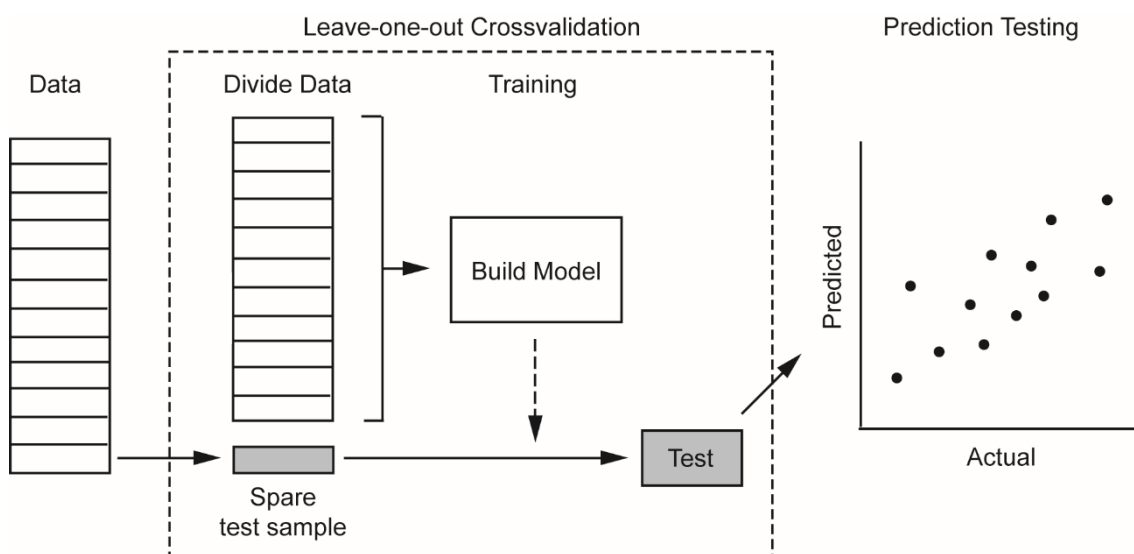 Leave-one-out Crossvalidation
Prediction Testing
Data
Divide Data
Training
Build Model
Predicted
Test
Actual
Spare
test sample